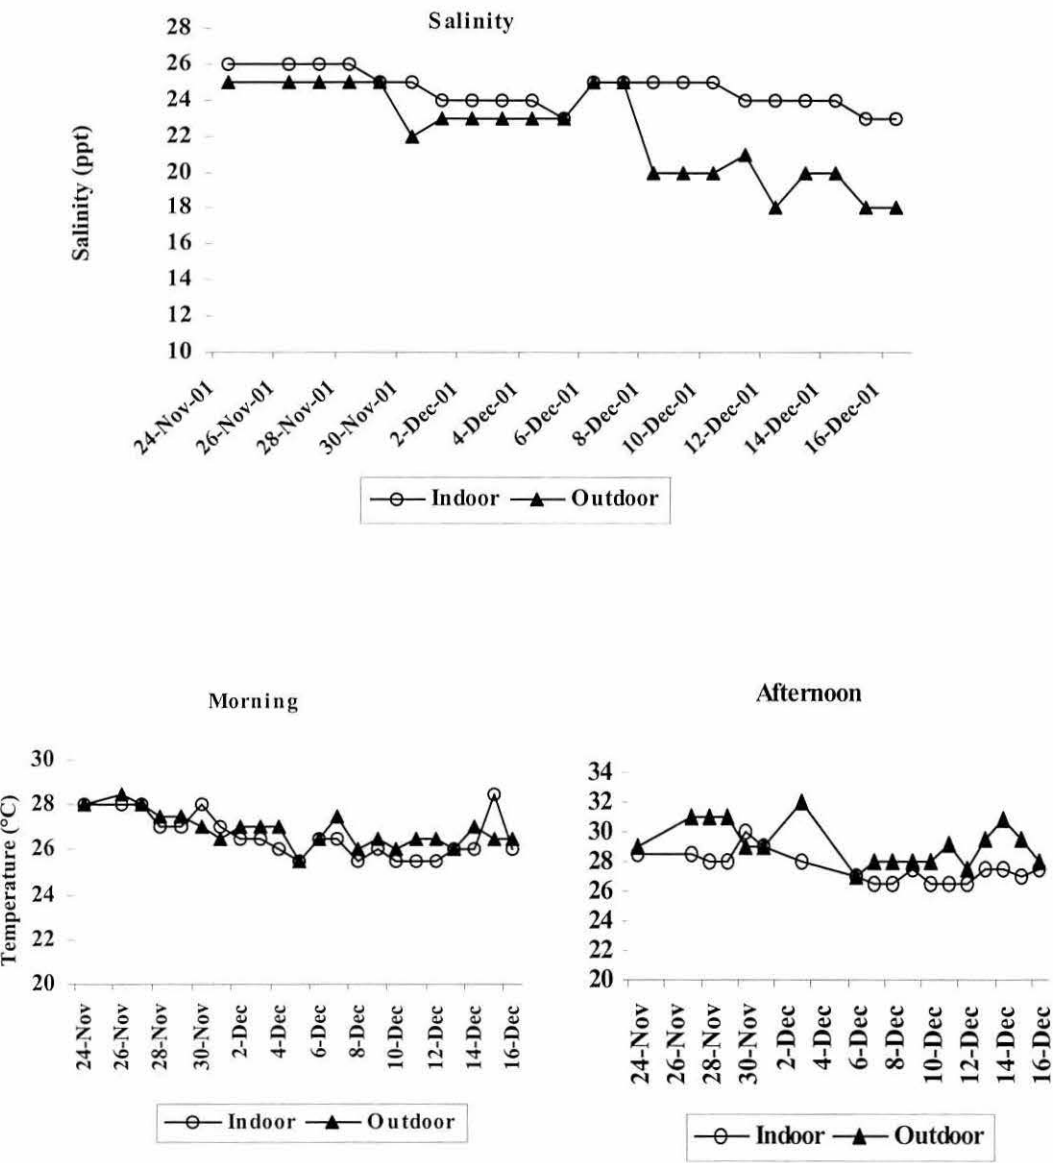 Salinity
Salinity (ppt)
28
26
24
22
20
18
16
14
12
10
24-Nov-01
26-Nov-01
28-Nov-01
30-Nov-01
2-Dec-01
4-Dec-01
6-Dec-01
8-Dec-01
10-Dec-01
12-Dec-01
14-Dec-01
16-Dec-01
Indoor Outdoor
Morning
Temperature (°C)
30
28
26
24
22
20
24-Nov
26-Nov
28-Nov
30-Nov
2-Dec
4-Dec
6-Dec
8-Dec
10-Dec
12-Dec
14-Dec
16-Dec
Indoor Outdoor
Afternoon
34
32
30
28
26
24
22
20
24-Nov
26-Nov
28-Nov
30-Nov
2-Dec
4-Dec
6-Dec
8-Dec
10-Dec
12-Dec
14-Dec
16-Dec
Indoor Outdoor